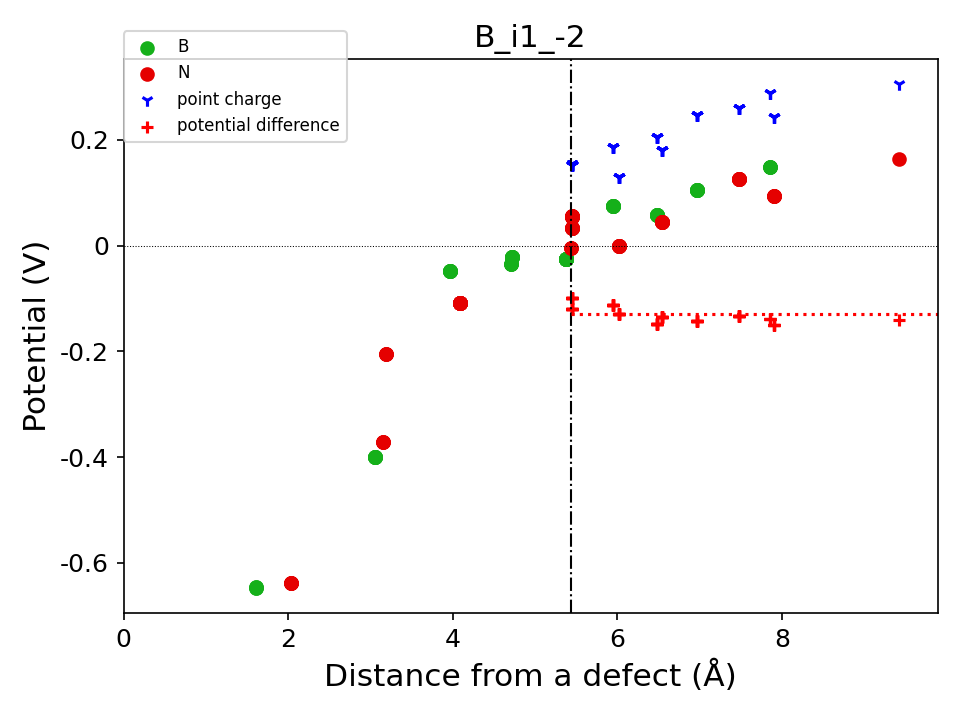 B_i1_-2
B
N
point charge
potential difference
Potential (V)
0.2
0
-0.2
-0.4
-0.6
0
2
4
6
8
Distance from a defect (Å)